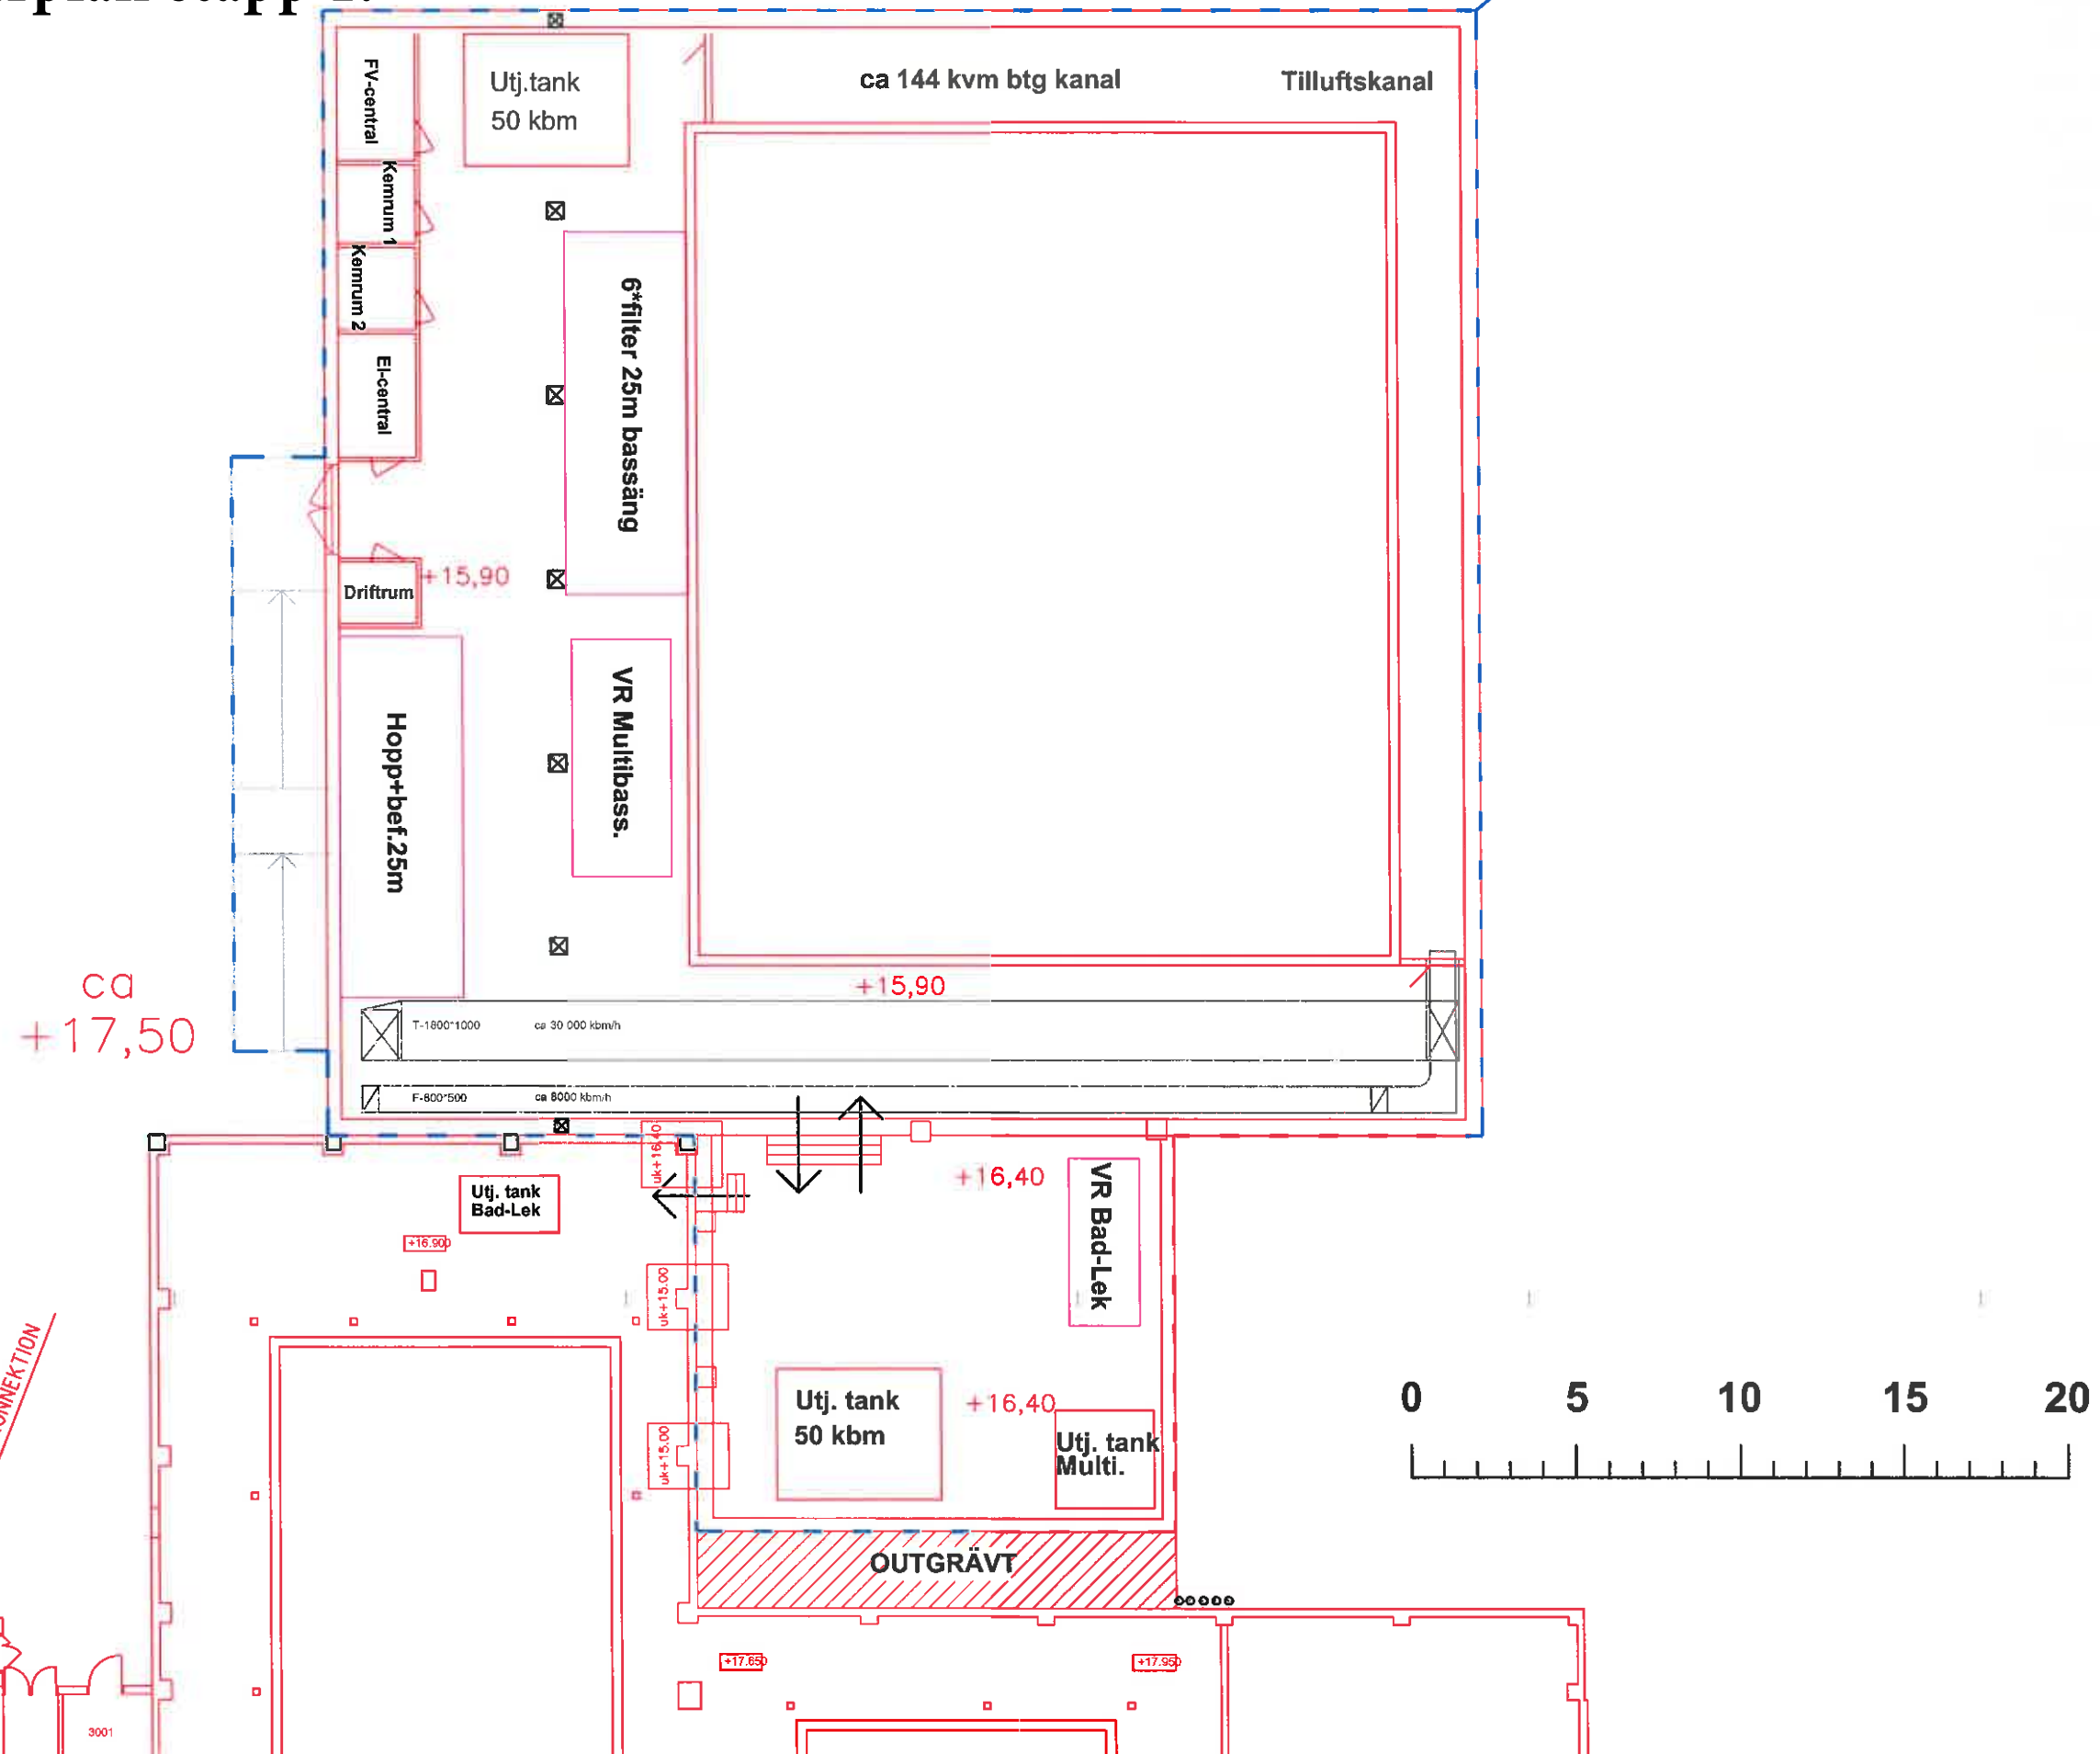 FV-central
Utj.tank
50 kbm
ca 144 kvm btg kanal
Tilluftskanal
Kemrum 1
Kemrum 2
El-central
6*filter 25m bassäng
Driftrum
+15,90
VR Multibass.
Hopp+bef.25m
ca
+17,50
+15,90
T-1800*1000
ca 30 000 kbm/h
F-800*500
ca 8000 kbm/h
uk+16,40
+16,40
VR Bad-Lek
Utj. tank
Bad-Lek
+16.900
uk+15.00
0 5 10 15 20
Utj. tank
50 kbm
+16,40
Utj. tank
Multi.
uk+15.00
OUTGRÄVT
+17.650
+17.950
3001